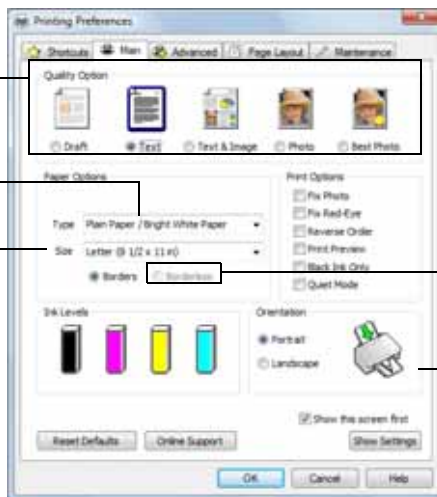 Printing Preferences
Shortcuts Main Advanced Page Layout Maintenance
Quality Option
Draft Text Text & Image Photo Best Photo
Paper Options
Type Plain Paper / Bright White Paper
Size Letter (8 1/2 x 11 in)
Borders Borderless
Print Options
Fix Photo
Fix Red-Eye
Reverse Order
Print Preview
Black Ink Only
Quiet Mode
Ink Levels
Orientation
Portrait
Landscape
Show this screen first
Reset Defaults Online Support Show Settings
OK Cancel Help